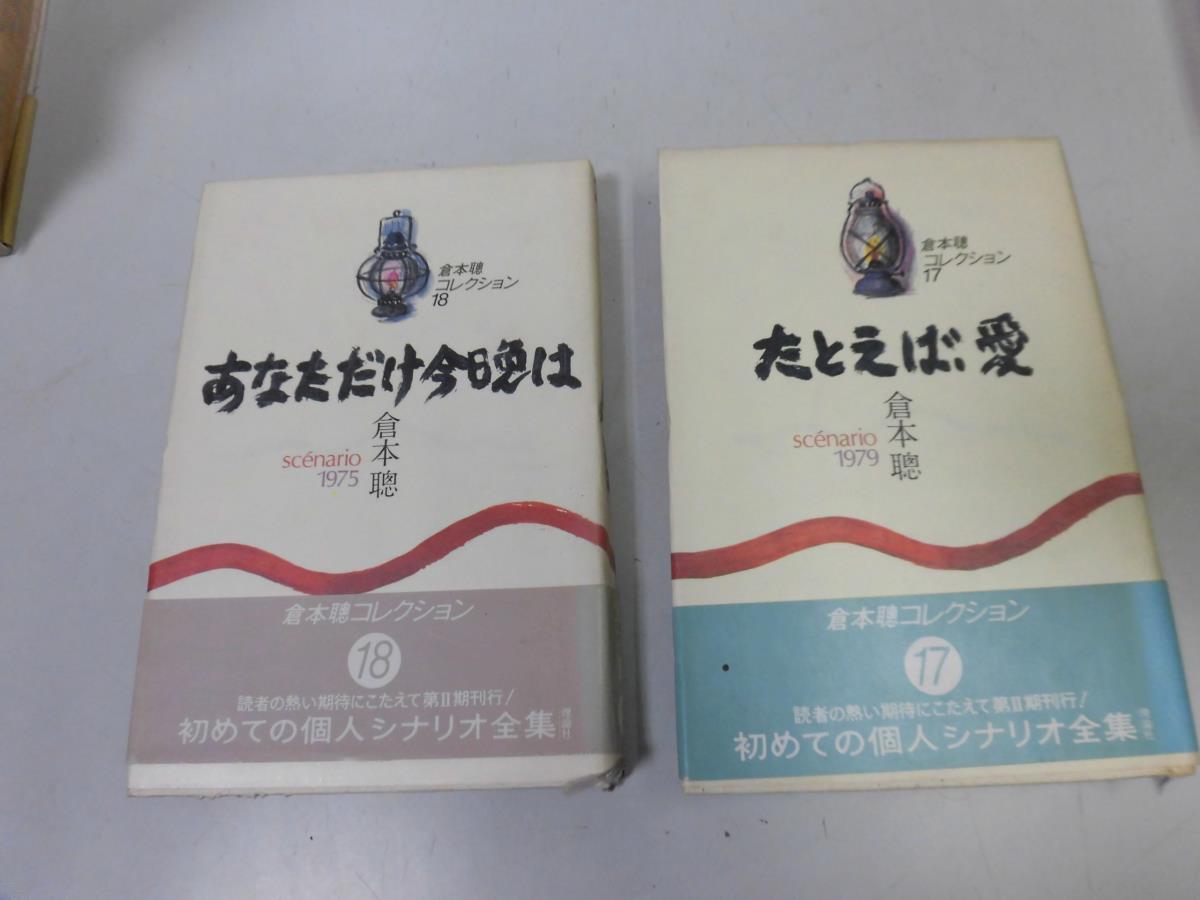 倉本聰
コレクション
18
あなただけ今晩は
倉本聰
scénario
1975
倉本聰コレクション
18
読者の熱い期待にこたえて第II期刊行!
初めての個人シナリオ全集
理論社
倉本聰
コレクション
17
たとえば、愛
倉本聰
scénario
1979
倉本聰コレクション
17
読者の熱い期待にこたえて第II期刊行!
初めての個人シナリオ全集
理論社